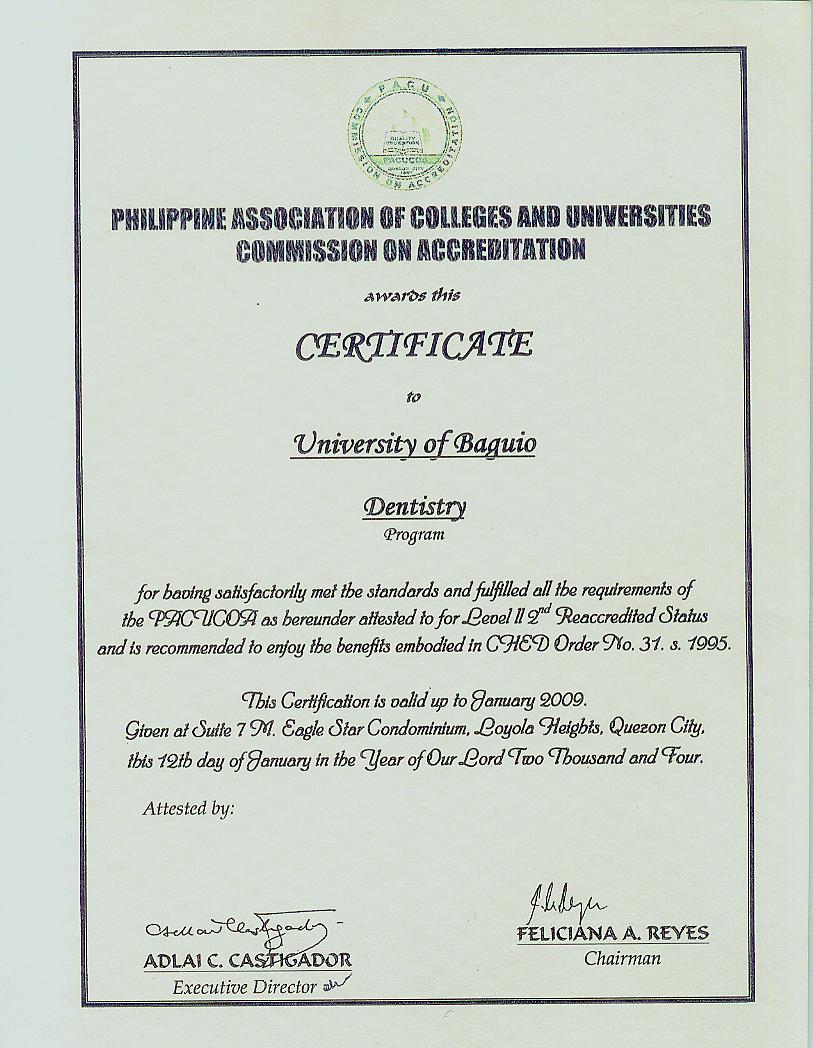 P A C U
COMMISSION ON ACCREDITATION
QUALITY
EDUCATION
PACUCOA
PHILIPPINE ASSOCIATION OF COLLEGES AND UNIVERSITIES
COMMISSION ON ACCREDITATION
awards this
CERTIFICATE
to
University of Baguio
Dentistry
Program
for having satisfactorily met the standards and fulfilled all the requirements of
the PACUCOA as hereunder attested to for Level II 2nd Reaccredited Status
and is recommended to enjoy the benefits embodied in CHED Order No. 31. s. 1995.
This Certification is valid up to January 2009.
Given at Suite 7 M. Eagle Star Condominium, Loyola Heights, Quezon City,
this 12th day of January in the Year of Our Lord Two Thousand and Four.
Attested by:
ADLAI C. CASTIGADOR
Executive Director
FELICIANA A. REYES
Chairman